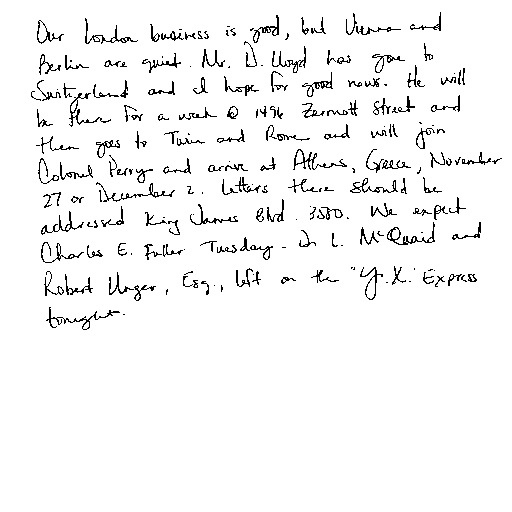 Our London business is good, but Vienna and
Berlin are quiet. Mr. D. Lloyd has gone to
Switzerland and I hope for good news. He will
be there for a week @ 1496 Zermott Street and
then goes to Turin and Rome and will join
Colonel Perry and arrive at Athens, Greece, November
27 or December 2. Letters there should be
addressed King James Blvd. 3580. We expect
Charles E. Fuller Tuesday. Dr L. McQuaid and
Robert Unger, Esq., left on the "Y.X." Express
tonight.